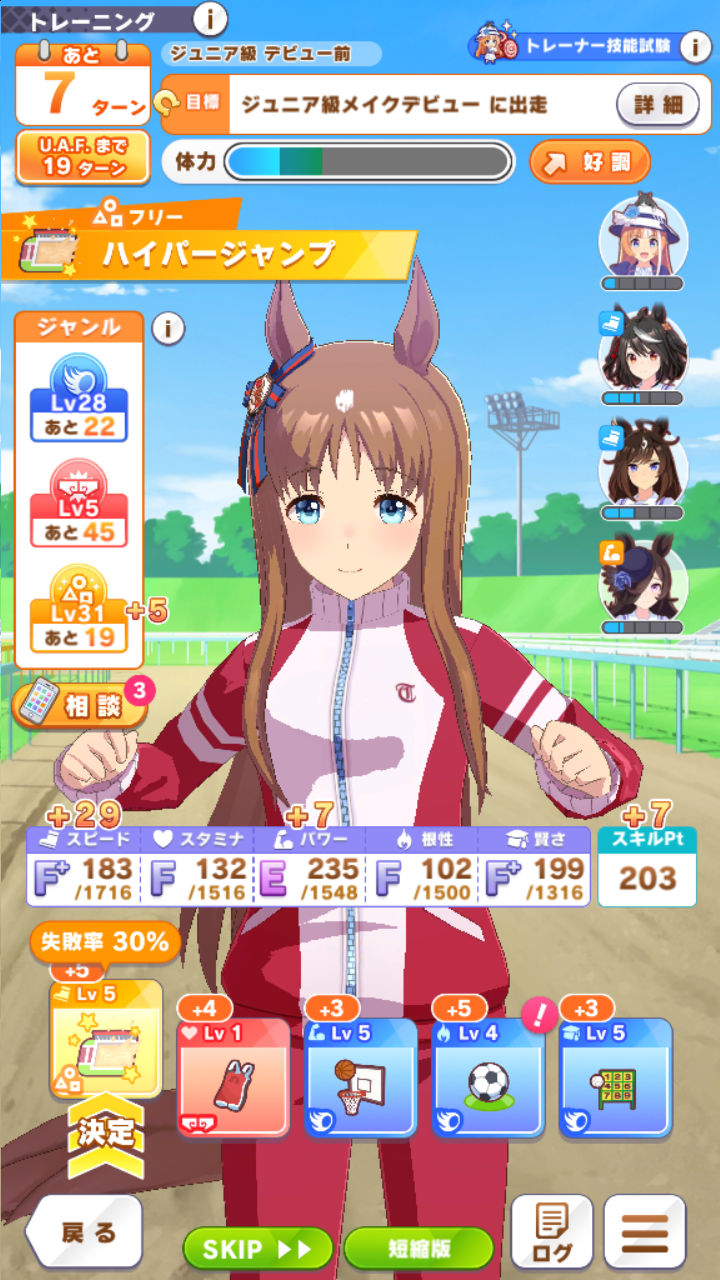 トレーニング
i
あと
7 ターン
U.A.F. まで
19 ターン
ジュニア級 デビュー前
トレーナー技能試験
i
目標
ジュニア級メイクデビュー に出走
詳細
体力
好調
フリー
ハイパージャンプ
ジャンル
i
Lv28
あと 22
Lv5
あと 45
Lv31
+5
あと 19
相談
3
+29
+7
+7
スピード
スタミナ
パワー
根性
賢さ
スキルPt
F+ 183
/1716
F 132
/1516
E 235
/1548
F 102
/1500
F+ 199
/1316
203
失敗率 30%
+5
Lv 5
+4
Lv 1
+3
Lv 5
+5
Lv 4
!
+3
Lv 5
1 2 3
4 5 6
7 8 9
決定
戻る
SKIP
短縮版
ログ